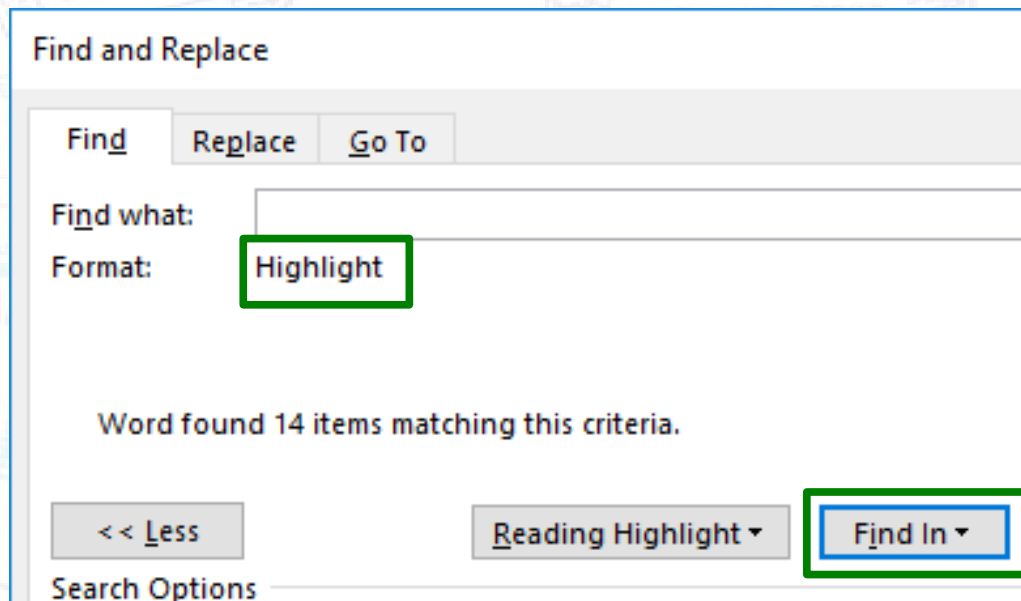 Find and Replace
Find Replace Go To
Find what:
Format: Highlight
Word found 14 items matching this criteria.
<< Less Reading Highlight Find In
Search Options